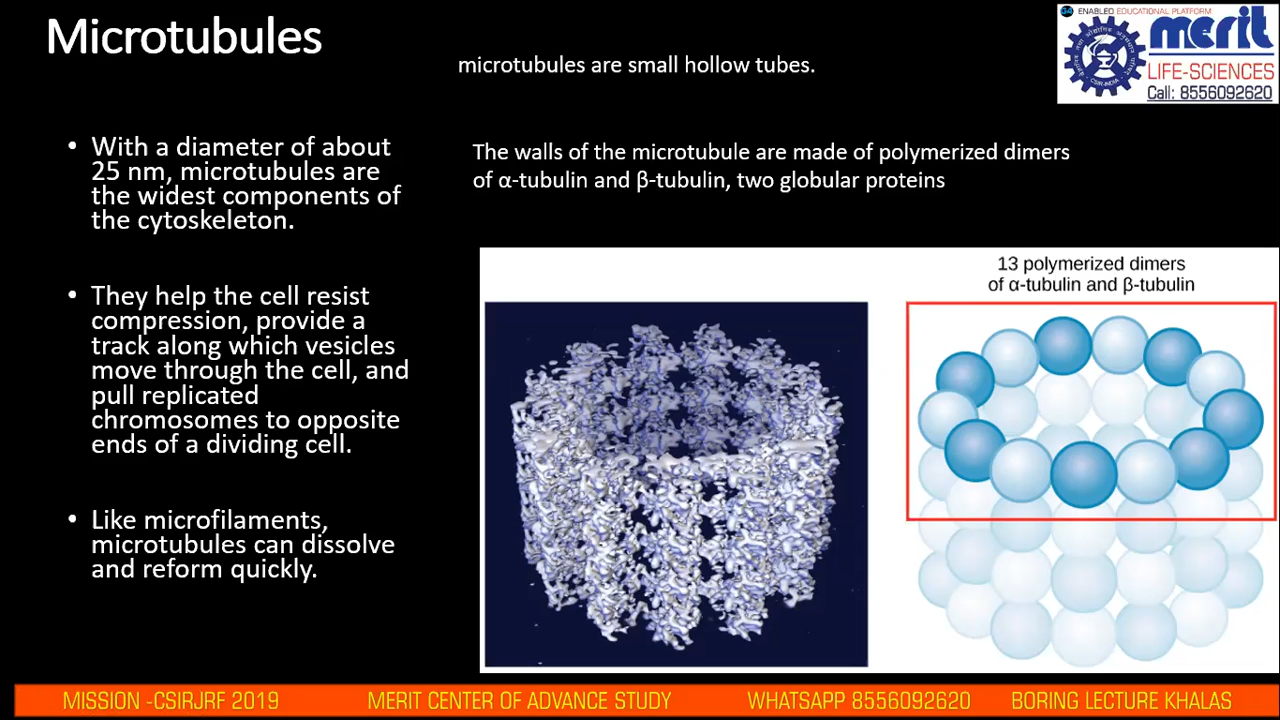 Microtubules
microtubules are small hollow tubes.
ENABLED EDUCATIONAL PLATFORM
merit
LIFE-SCIENCES
Call: 8556092620
• With a diameter of about
25 nm, microtubules are
the widest components of
the cytoskeleton.
• They help the cell resist
compression, provide a
track along which vesicles
move through the cell, and
pull replicated
chromosomes to opposite
ends of a dividing cell.
• Like microfilaments,
microtubules can dissolve
and reform quickly.
The walls of the microtubule are made of polymerized dimers
of α-tubulin and β-tubulin, two globular proteins
13 polymerized dimers
of α-tubulin and β-tubulin
MISSION -CSIRJRF 2019 MERIT CENTER OF ADVANCE STUDY WHATSAPP 8556092620 BORING LECTURE KHALAS